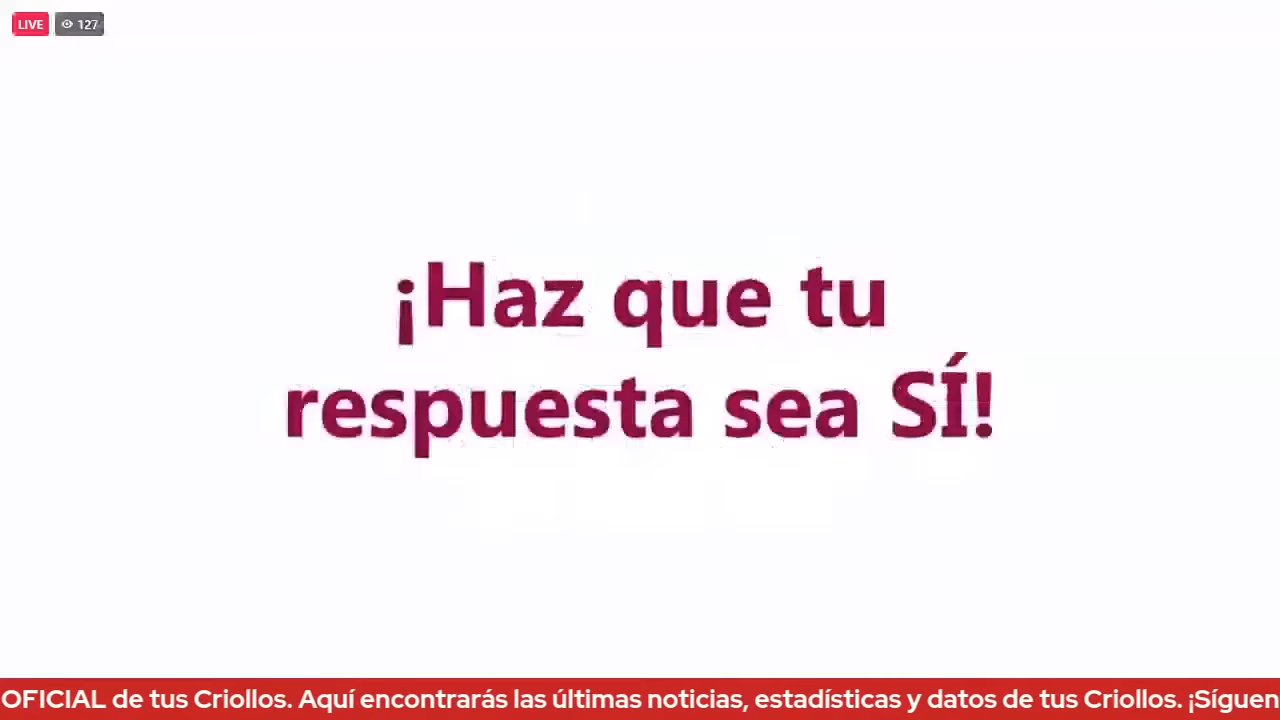 LIVE 127
¡Haz que tu
respuesta sea SÍ!
OFICIAL de tus Criollos. Aquí encontrarás las últimas noticias, estadísticas y datos de tus Criollos. ¡Síguen